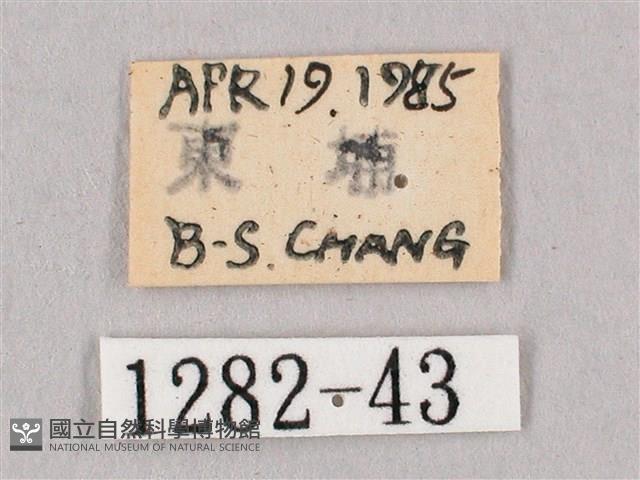 APR 19. 1985
東 埔
B-S. CHANG
1282-43
國立自然科學博物館
NATIONAL MUSEUM OF NATURAL SCIENCE